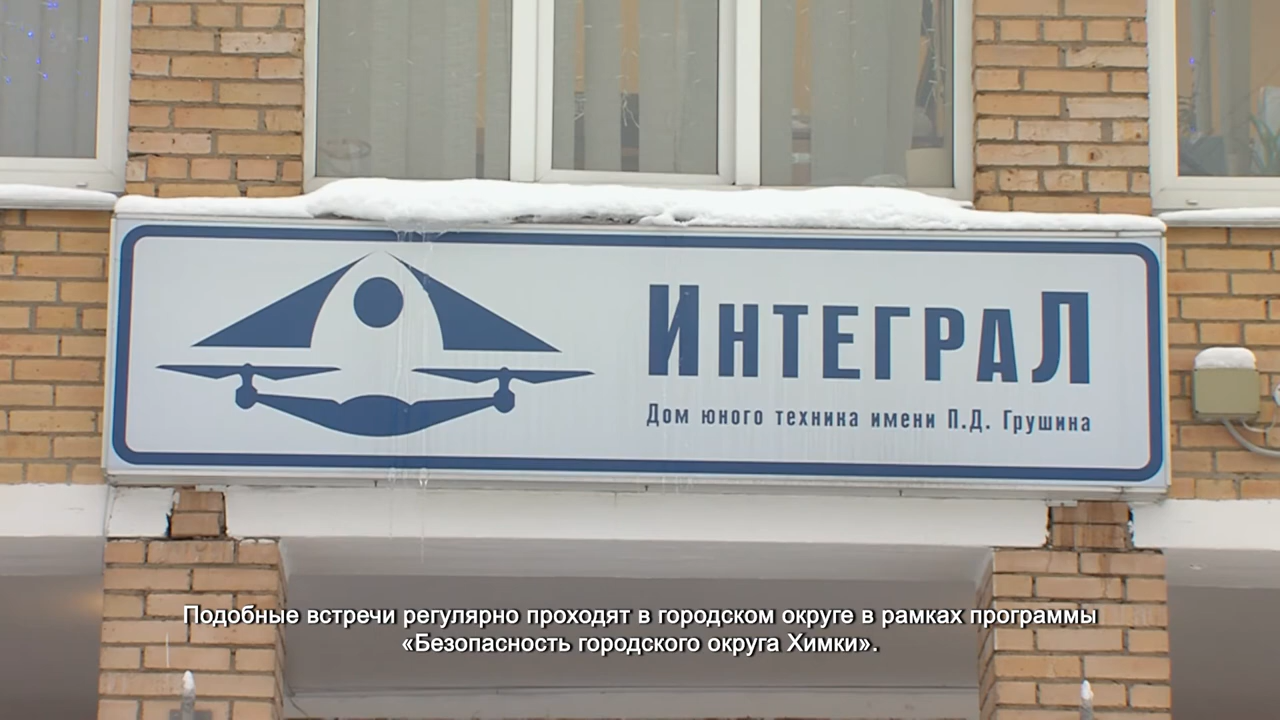 ИнтеграЛ
Дом юного техника имени П.Д. Грушина
Подобные встречи регулярно проходят в городском округе в рамках программы
«Безопасность городского округа Химки».